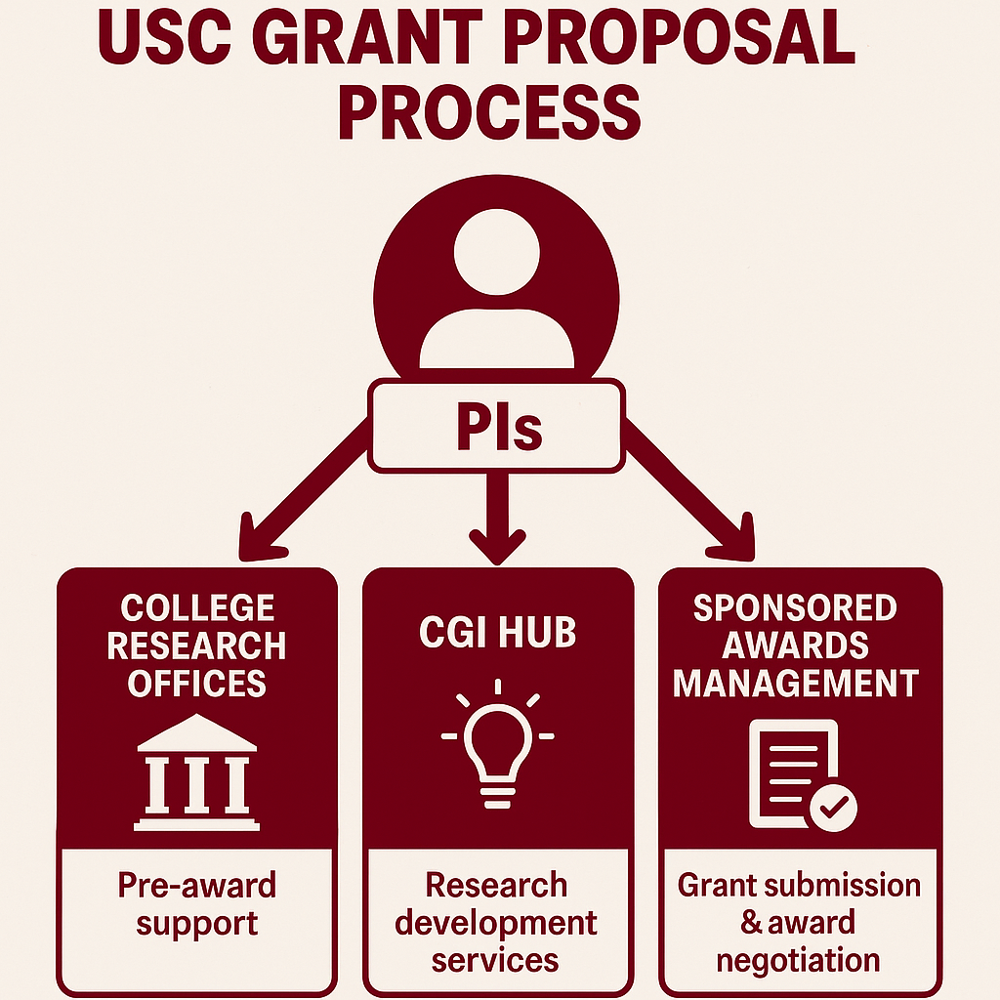 USC GRANT PROPOSAL
PROCESS
PIs
COLLEGE
RESEARCH
OFFICES
Pre-award
support
CGI HUB
Research
development
services
SPONSORED
AWARDS
MANAGEMENT
Grant submission
& award
negotiation